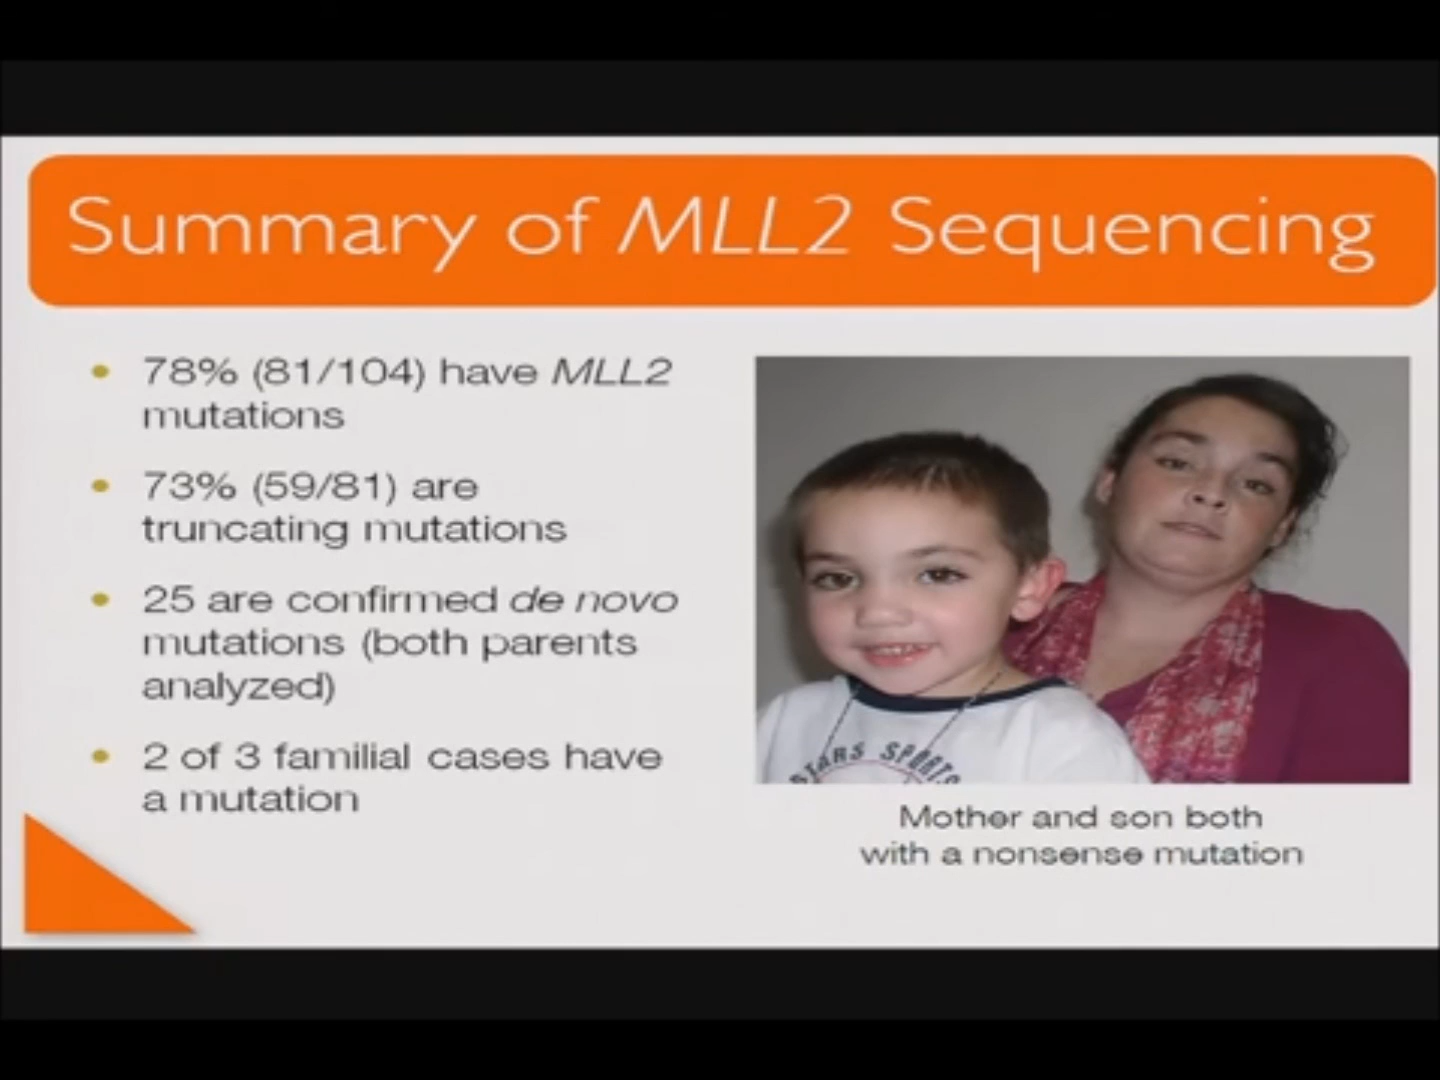 Summary of MLL2 Sequencing
• 78% (81/104) have MLL2
mutations
• 73% (59/81) are
truncating mutations
• 25 are confirmed de novo
mutations (both parents
analyzed)
• 2 of 3 familial cases have
a mutation
STARS SPORTS
Mother and son both
with a nonsense mutation